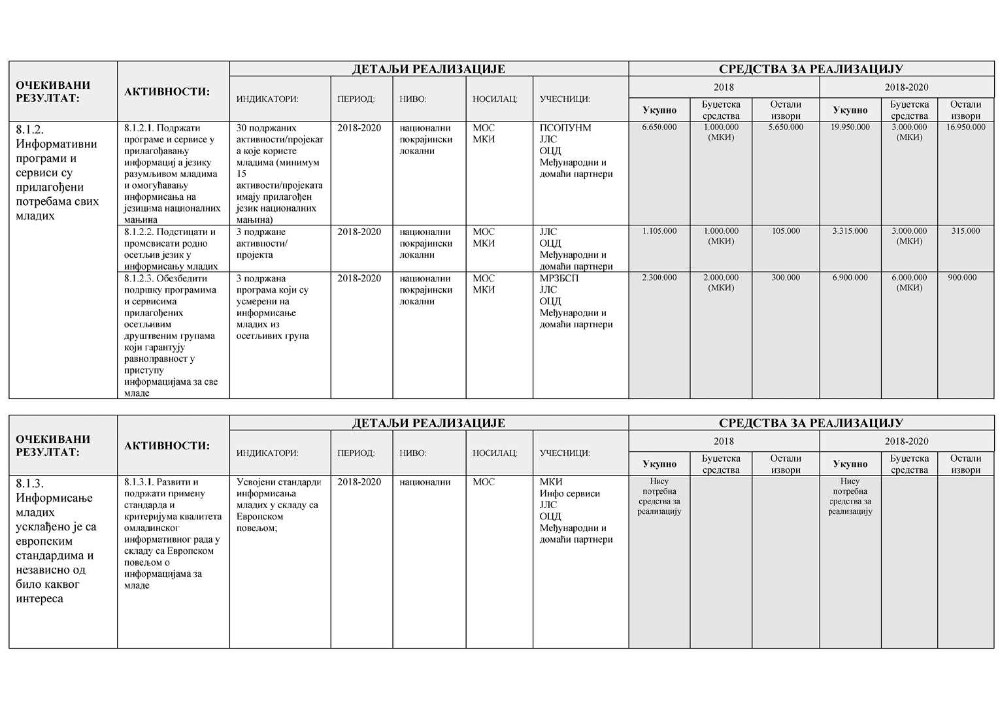 ОЧЕКИВАНИ
РЕЗУЛТАТ:
АКТИВНОСТИ:
ДЕТАЉИ РЕАЛИЗАЦИЈЕ
СРЕДСТВА ЗА РЕАЛИЗАЦИЈУ
ИНДИКАТОРИ:
ПЕРИОД:
НИВО:
НОСИЛАЦ:
УЧЕСНИЦИ:
2018
2018-2020
Укупно
Буџетска
средства
Остали
извори
Укупно
Буџетска
средства
Остали
извори
8.1.2.
Информативни
програми и
сервиси су
прилагођени
потребама свих
младих
8.1.2.1. Подржати
програме и сервисе у
прилагођавању
информациј а језику
разумљивом младима
и омогућавању
информисања на
језицима националних
мањина
30 подржаних
активности/пројекат
а које користе
младима (минимум
15
активости/пројеката
имају прилагођен
језик националних
мањина)
2018-2020
национални
покрајински
локални
МОС
МКИ
ПСОПУНМ
ЈЛС
ОЦД
Међународни и
домаћи партнери
6.650.000
1.000.000
(МКИ)
5.650.000
19.950.000
3.000.000
(МКИ)
16.950.000
8.1.2.2. Подстицати и
промовисати родно
осетљив језик у
информисању младих
3 подржане
активности/
пројекта
2018-2020
национални
покрајински
локални
МОС
МКИ
ЈЛС
ОЦД
Међународни и
домаћи партнери
1.105.000
1.000.000
(МКИ)
105.000
3.315.000
3.000.000
(МКИ)
315.000
8.1.2.3. Обезбедити
подршку програмима
и сервисима
прилагођених
осетљивим
друштвеним групама
који гарантују
равноправност у
приступу
информацијама за све
младе
3 подржана
програма који су
усмерени на
информисање
младих из
осетљивих група
2018-2020
национални
покрајински
локални
МОС
МКИ
МРЗБСП
ЈЛС
ОЦД
Међународни и
домаћи партнери
2.300.000
2.000.000
(МКИ)
300.000
6.900.000
6.000.000
(МКИ)
900.000
ОЧЕКИВАНИ
РЕЗУЛТАТ:
АКТИВНОСТИ:
ДЕТАЉИ РЕАЛИЗАЦИЈЕ
СРЕДСТВА ЗА РЕАЛИЗАЦИЈУ
ИНДИКАТОРИ:
ПЕРИОД:
НИВО:
НОСИЛАЦ:
УЧЕСНИЦИ:
2018
2018-2020
Укупно
Буџетска
средства
Остали
извори
Укупно
Буџетска
средства
Остали
извори
8.1.3.
Информисање
младих
усклађено је са
европским
стандардима и
независно од
било каквог
интереса
8.1.3.1. Развити и
подржати примену
стандарда и
критеријума квалитета
омладинског
информативног рада у
складу са Европском
повељом о
информацијама за
младе
Усвојени стандарди
информисања
младих у складу са
Европском
повељом;
2018-2020
национални
МОС
МКИ
Инфо сервиси
ЈЛС
ОЦД
Међународни и
домаћи партнери
Нису
потребна
средства за
реализацију
Нису
потребна
средства за
реализацију